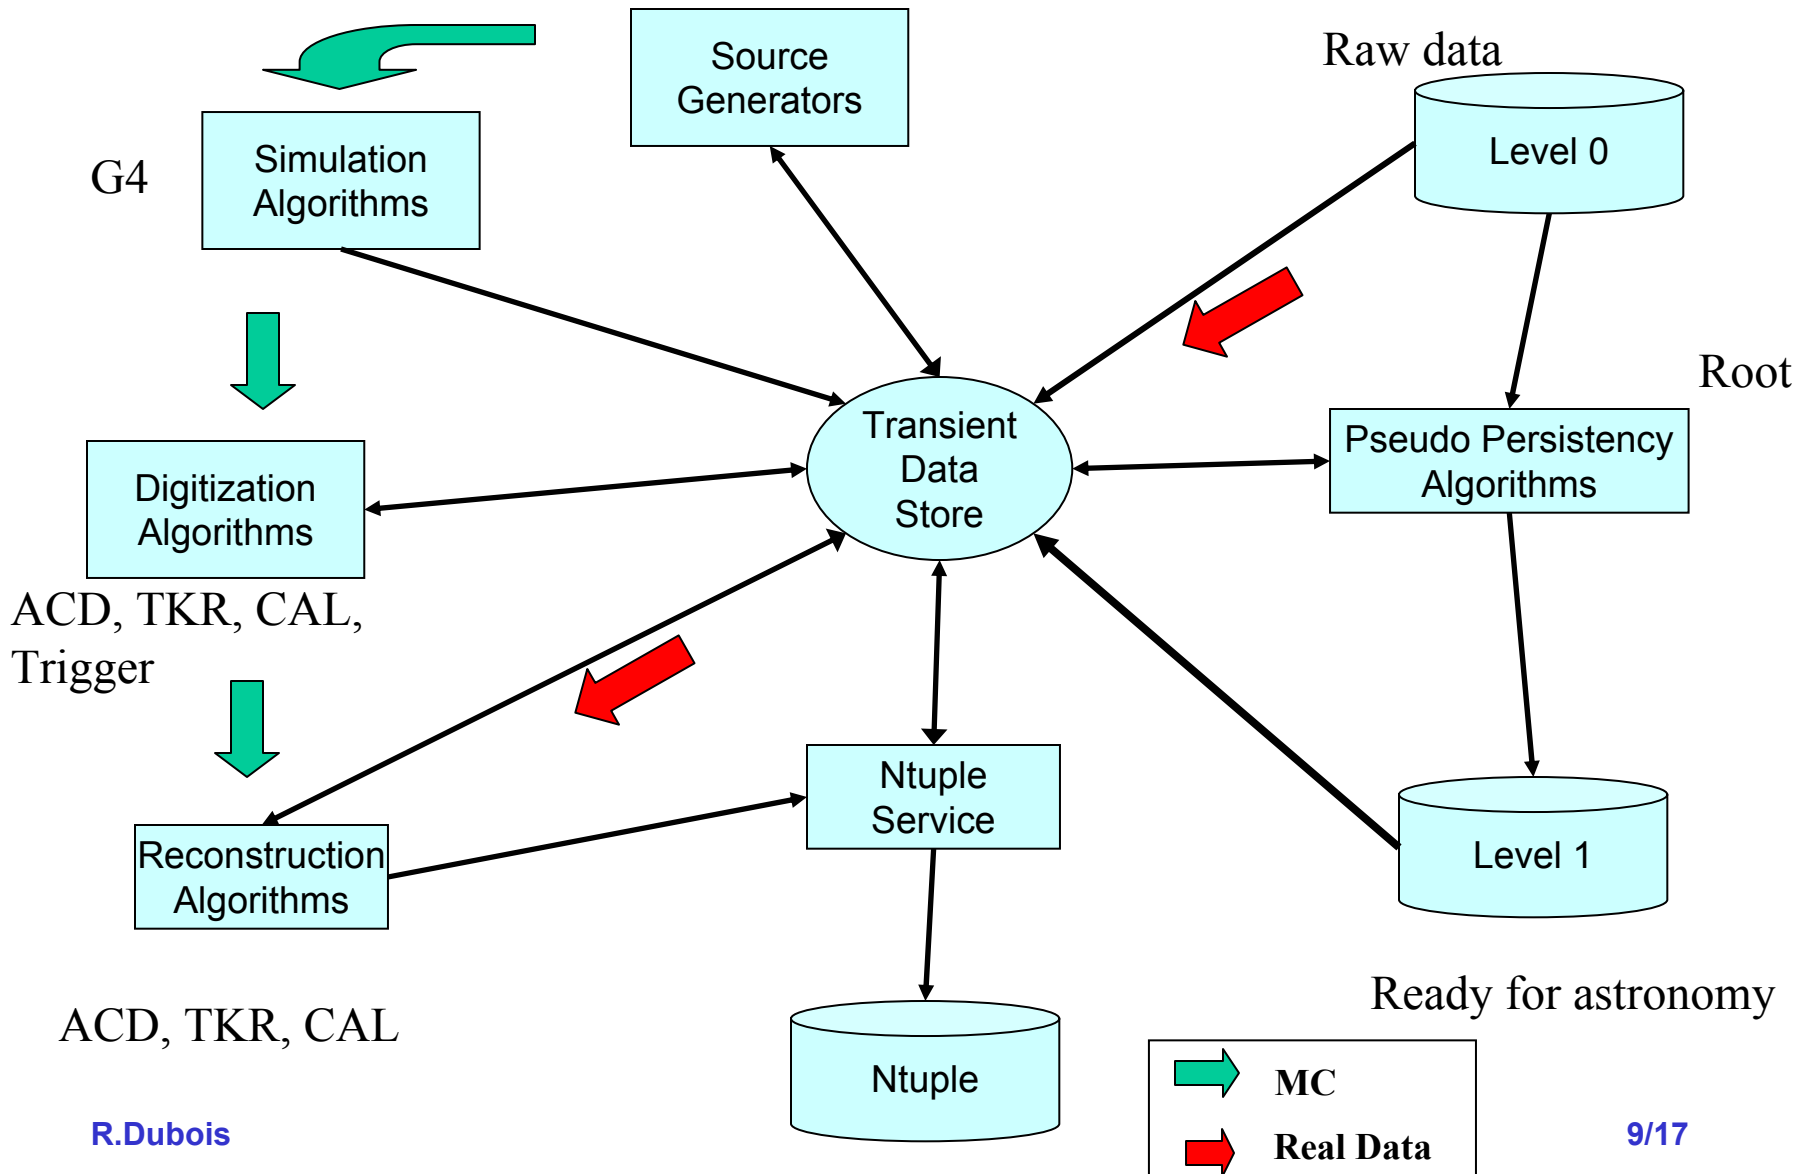 Source
Generators
Raw data
Level 0
G4
Simulation
Algorithms
Root
Transient
Data
Store
Pseudo Persistency
Algorithms
Digitization
Algorithms
ACD, TKR, CAL,
Trigger
Ntuple
Service
Reconstruction
Algorithms
Level 1
Ready for astronomy
ACD, TKR, CAL
Ntuple
MC
Real Data
R.Dubois
9/17